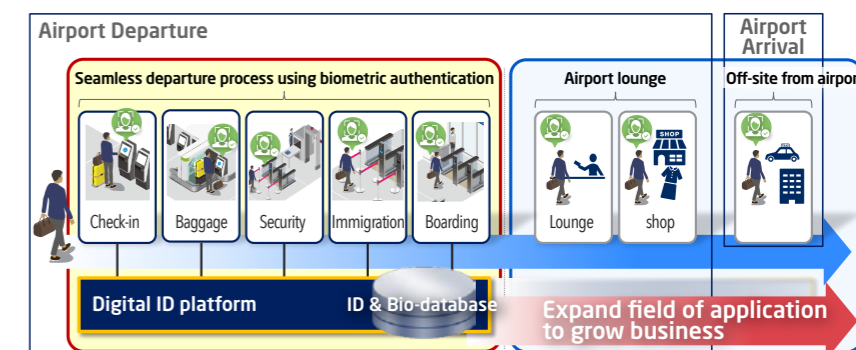 Airport Departure
Airport
Arrival
Seamless departure process using biometric authentication
Airport lounge
Off-site from airport
SHOP
Check-in
Baggage
Security
Immigration
Boarding
Lounge
shop
Digital ID platform
ID & Bio-database
Expand field of application
to grow business